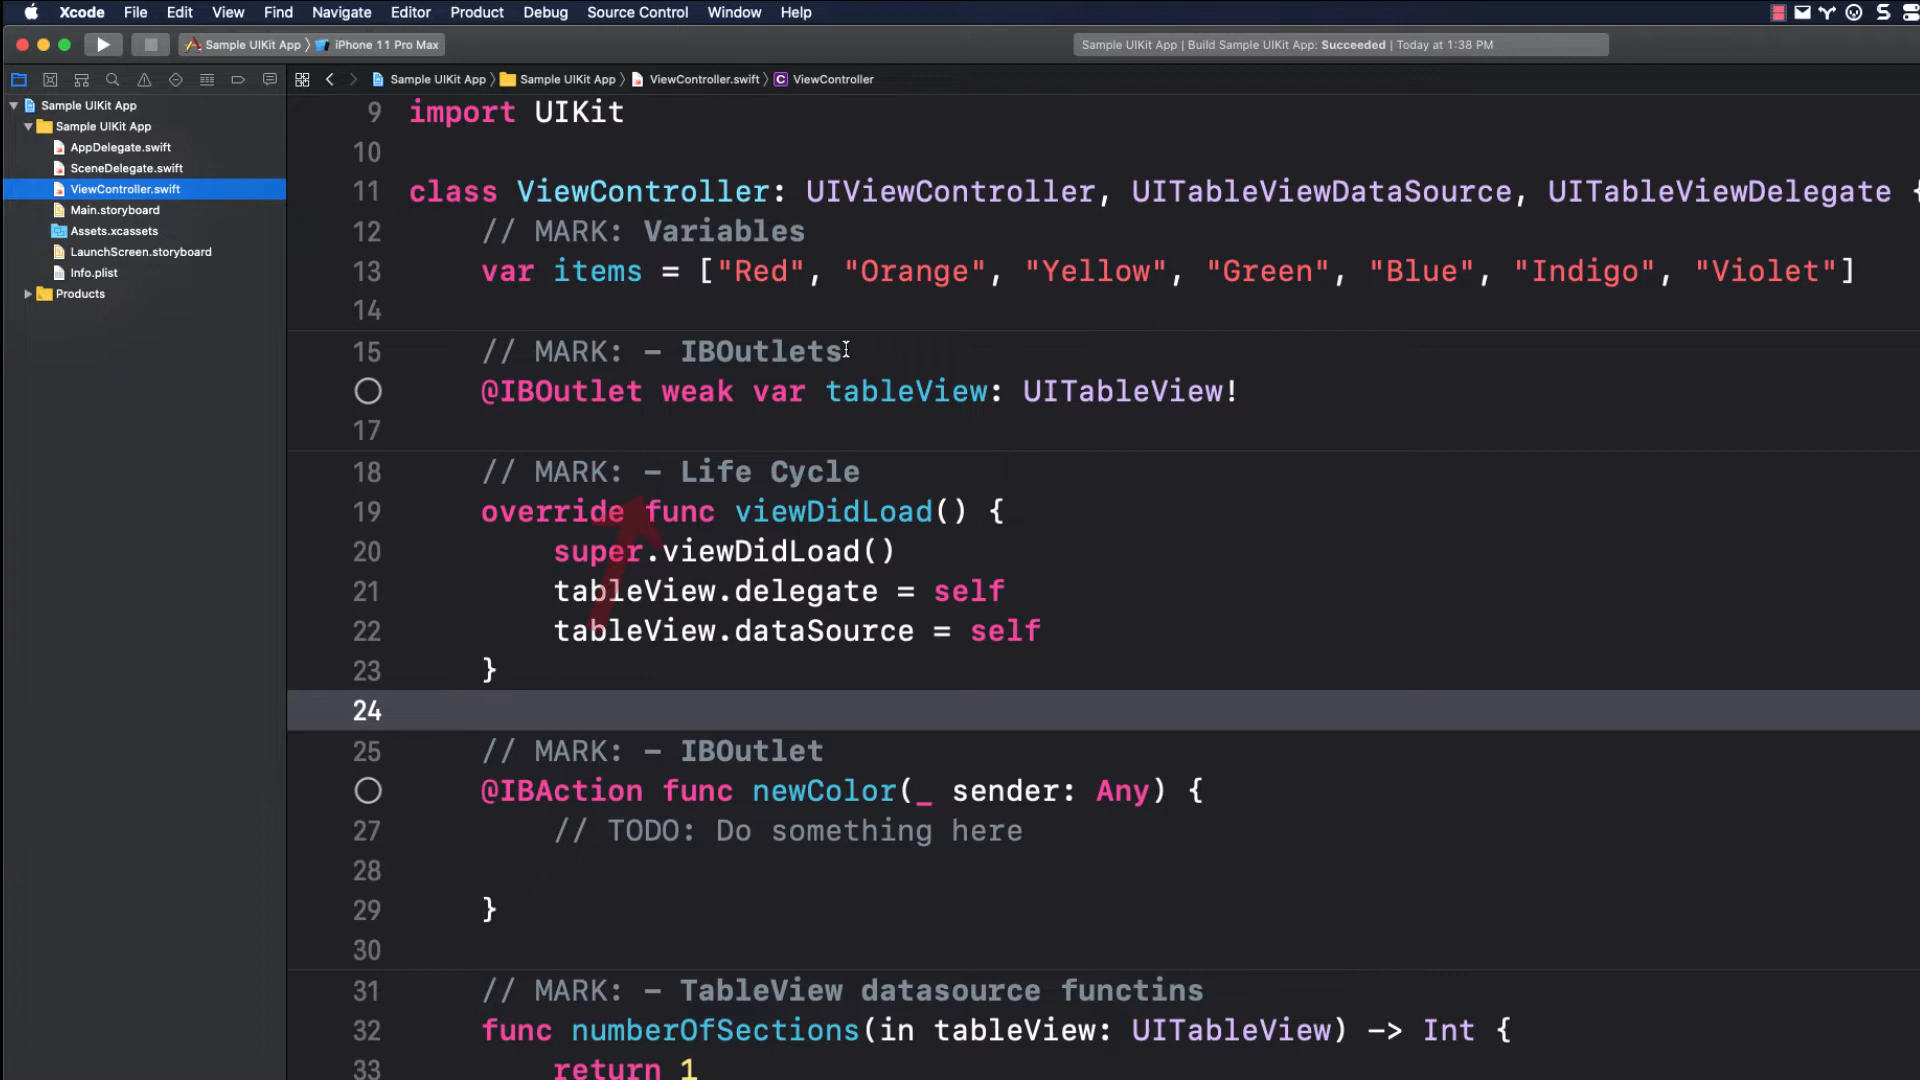 Xcode File Edit View Find Navigate Editor Product Debug Source Control Window Help
Sample UIKit App iPhone 11 Pro Max
Sample UIKit App | Build Sample UIKit App: Succeeded | Today at 1:38 PM
Sample UIKit App Sample UIKit App ViewController.swift C ViewController
Sample UIKit App
Sample UIKit App
AppDelegate.swift
SceneDelegate.swift
ViewController.swift
Main.storyboard
Assets.xcassets
LaunchScreen.storyboard
Info.plist
Products
9 import UIKit
10
11 class ViewController: UIViewController, UITableViewDataSource, UITableViewDelegate {
12 // MARK: Variables
13 var items = ["Red", "Orange", "Yellow", "Green", "Blue", "Indigo", "Violet"]
14
15 // MARK: - IBOutlets
@IBOutlet weak var tableView: UITableView!
17
18 // MARK: - Life Cycle
19 override func viewDidLoad() {
20 super.viewDidLoad()
21 tableView.delegate = self
22 tableView.dataSource = self
23 }
24
25 // MARK: - IBOutlet
@IBAction func newColor(_ sender: Any) {
27 // TODO: Do something here
28
29 }
30
31 // MARK: - TableView datasource functins
32 func numberOfSections(in tableView: UITableView) -> Int {
33 return 1